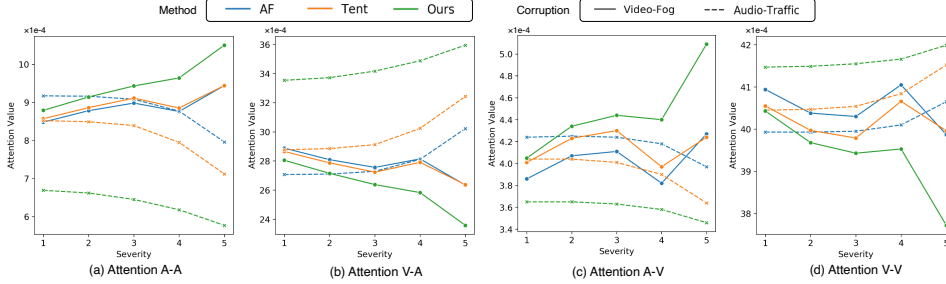 Method AF Tent Ours Corruption Video-Fog Audio-Traffic
×1e-4
Attention Value
10
9
8
7
6
1 2 3 4 5
Severity
(a) Attention A-A
×1e-4
Attention Value
36
34
32
30
28
26
24
1 2 3 4 5
Severity
(b) Attention V-A
×1e-4
Attention Value
5.0
4.8
4.6
4.4
4.2
4.0
3.8
3.6
3.4
1 2 3 4 5
Severity
(c) Attention A-V
×1e-4
Attention Value
42
41
40
39
38
1 2 3 4 5
Severity
(d) Attention V-V